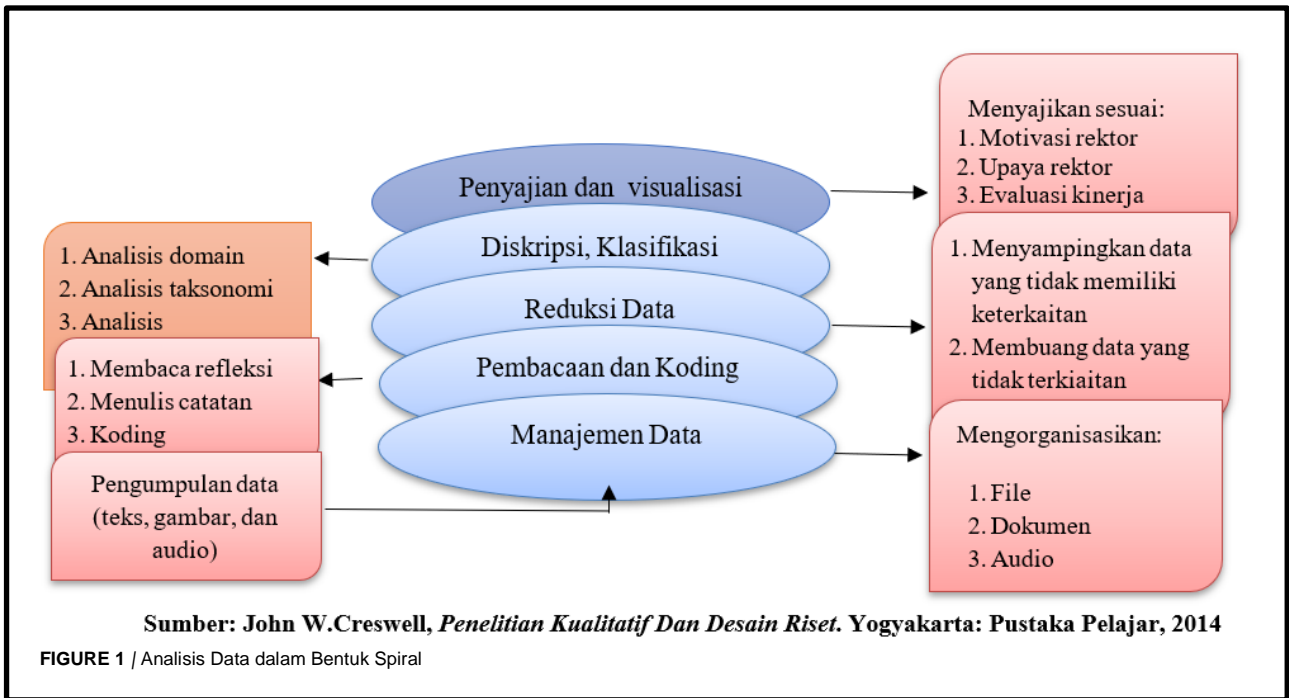 Penyajian dan visualisasi
Diskripsi, Klasifikasi
Reduksi Data
Pembacaan dan Koding
Manajemen Data
1. Analisis domain
2. Analisis taksonomi
3. Analisis
1. Membaca refleksi
2. Menulis catatan
3. Koding
Pengumpulan data
(teks, gambar, dan
audio)
Menyajikan sesuai:
1. Motivasi rektor
2. Upaya rektor
3. Evaluasi kinerja
1. Menyampingkan data
yang tidak memiliki
keterkaitan
2. Membuang data yang
tidak terkiaitan
Mengorganisasikan:
1. File
2. Dokumen
3. Audio
Sumber: John W.Creswell, Penelitian Kualitatif Dan Desain Riset. Yogyakarta: Pustaka Pelajar, 2014
FIGURE 1 | Analisis Data dalam Bentuk Spiral